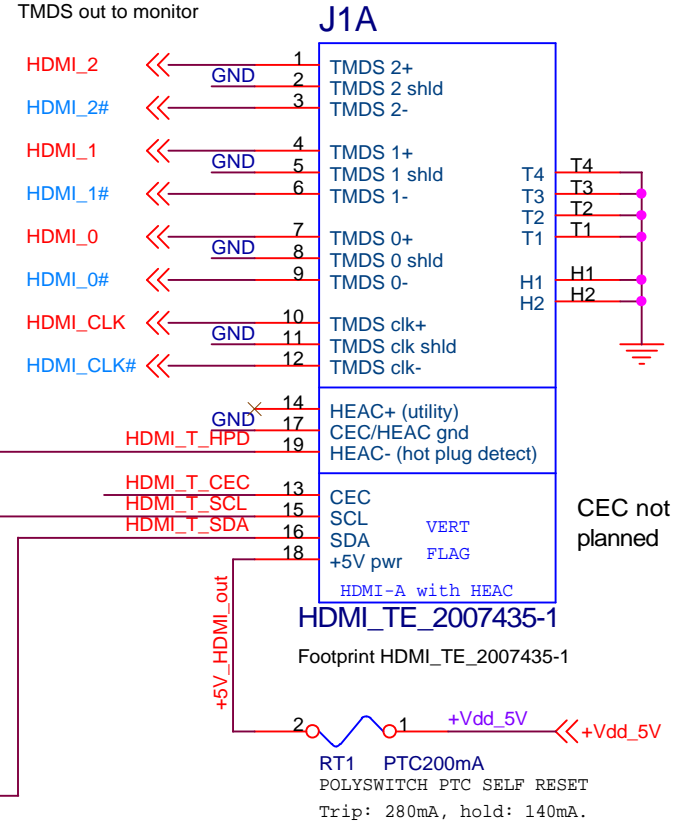 TMDS out to monitor
J1A
HDMI_2 1 TMDS 2+
GND 2 TMDS 2 shld
HDMI_2# 3 TMDS 2-
HDMI_1 4 TMDS 1+
GND 5 TMDS 1 shld T4 T4
HDMI_1# 6 TMDS 1- T3 T3
T2 T2
HDMI_0 7 TMDS 0+ T1 T1
GND 8 TMDS 0 shld
HDMI_0# 9 TMDS 0- H1 H1
H2 H2
HDMI_CLK 10 TMDS clk+
GND 11 TMDS clk shld
HDMI_CLK# 12 TMDS clk-
14 HEAC+ (utility)
GND 17 CEC/HEAC gnd
HDMI_T_HPD 19 HEAC- (hot plug detect)
HDMI_T_CEC 13 CEC
HDMI_T_SCL 15 SCL
HDMI_T_SDA 16 SDA
18 +5V pwr
VERT
FLAG
HDMI-A with HEAC
CEC not
planned
HDMI_TE_2007435-1
Footprint HDMI_TE_2007435-1
+5V_HDMI_out
2 1 +Vdd_5V +Vdd_5V
RT1 PTC200mA
POLYSWITCH PTC SELF RESET
Trip: 280mA, hold: 140mA.